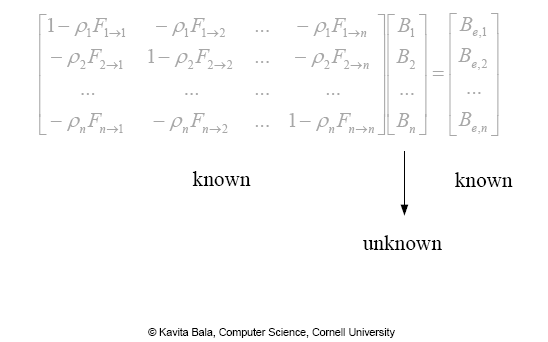 [1−ρ₁F₁→₁ −ρ₁F₁→₂ ... −ρ₁F₁→ₙ] [B₁] [Bₑ,₁]
[−ρ₂F₂→₁ 1−ρ₂F₂→₂ ... −ρ₂F₂→ₙ] [B₂] = [Bₑ,₂]
[... ... ... ...] [...] [...]
[−ρₙFₙ→₁ −ρₙFₙ→₂ ... 1−ρₙFₙ→ₙ] [Bₙ] [Bₑ,ₙ]
known known
unknown
© Kavita Bala, Computer Science, Cornell University